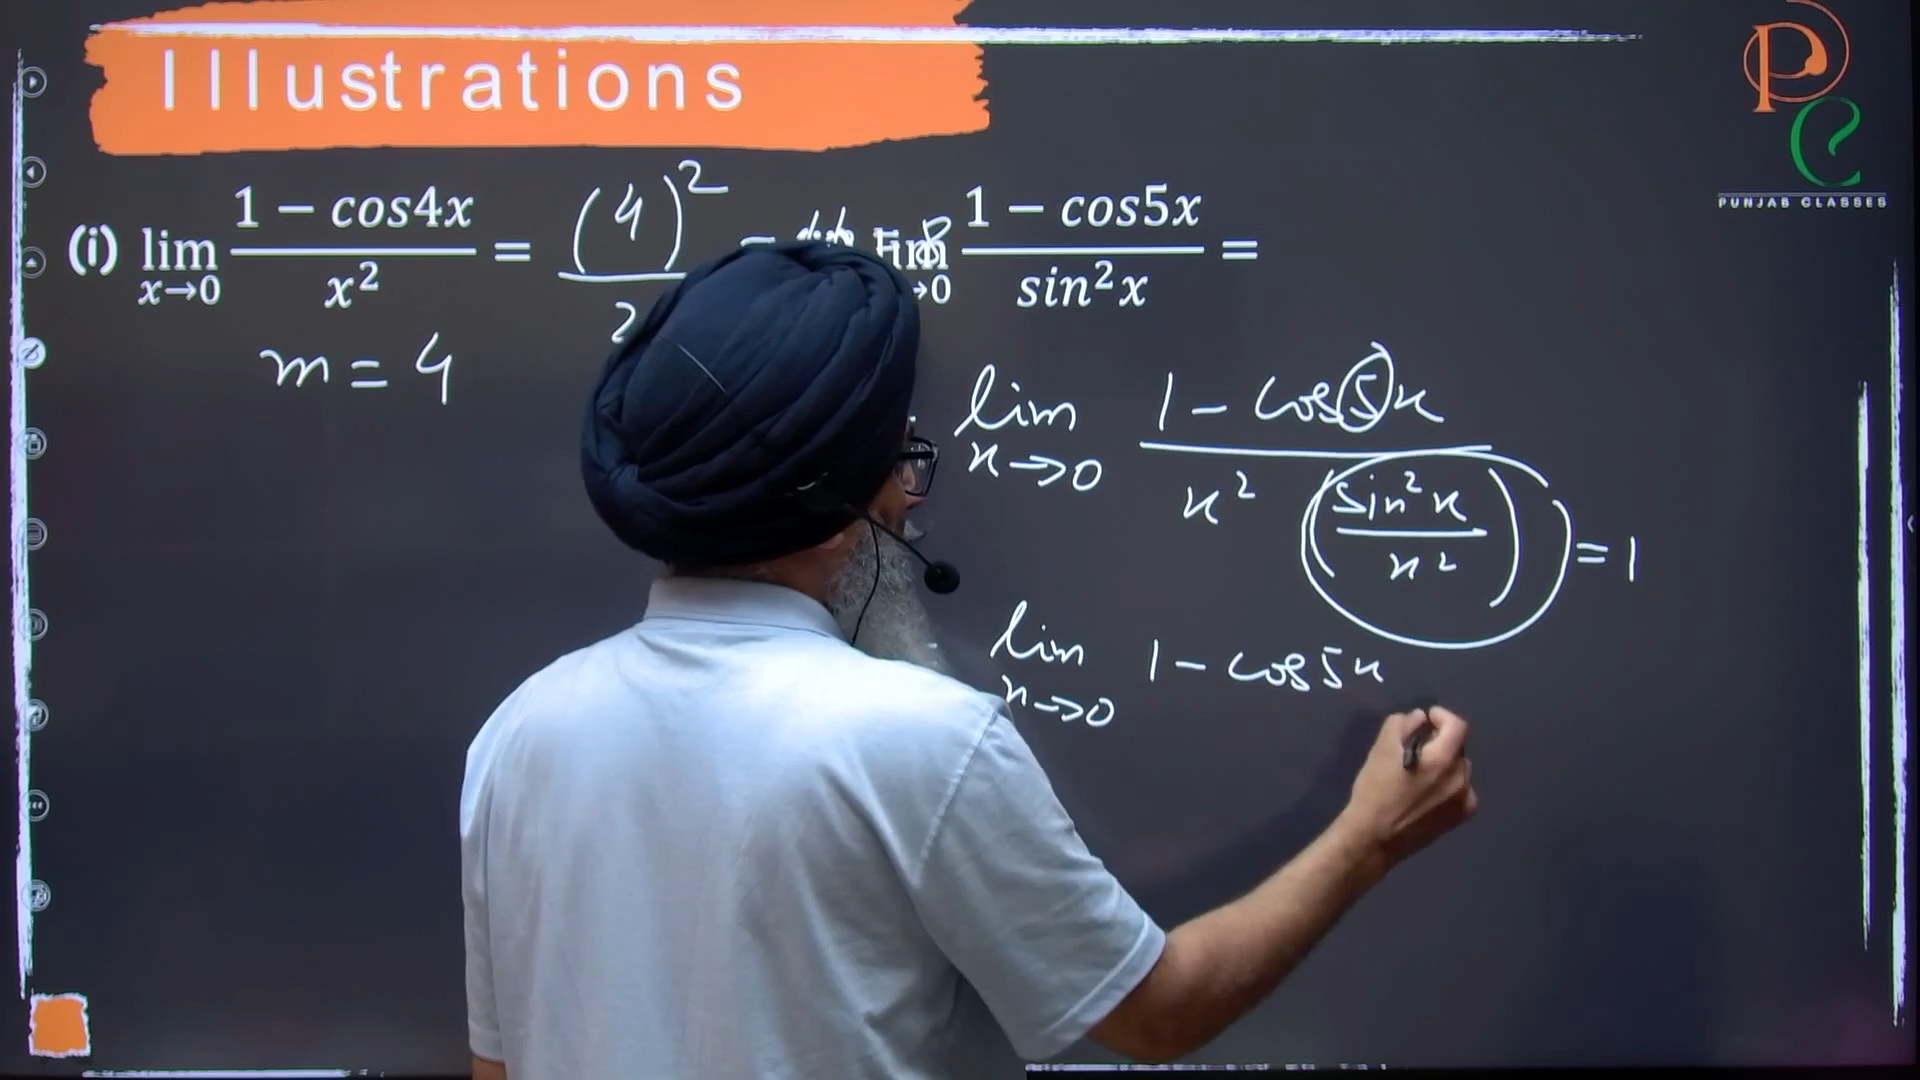 Illustrations
PC
PUNJAB CLASSES
(i) lim x→0 (1 − cos4x)/x² = (4)²/2 =
lim →0 (1 − cos5x)/sin²x =
m = 4
lim x→0 (1 − cos5x)/(x² (sin²x/x²)) = 1
lim x→0 1 − cos5x